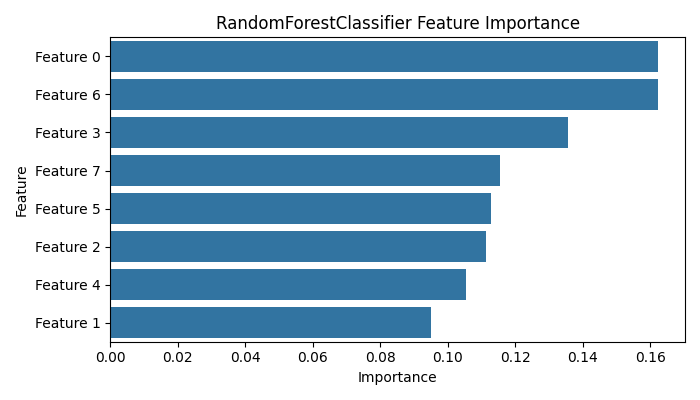 RandomForestClassifier Feature Importance
Feature 0
Feature 6
Feature 3
Feature 7
Feature 5
Feature 2
Feature 4
Feature 1
Feature
0.00 0.02 0.04 0.06 0.08 0.10 0.12 0.14 0.16
Importance